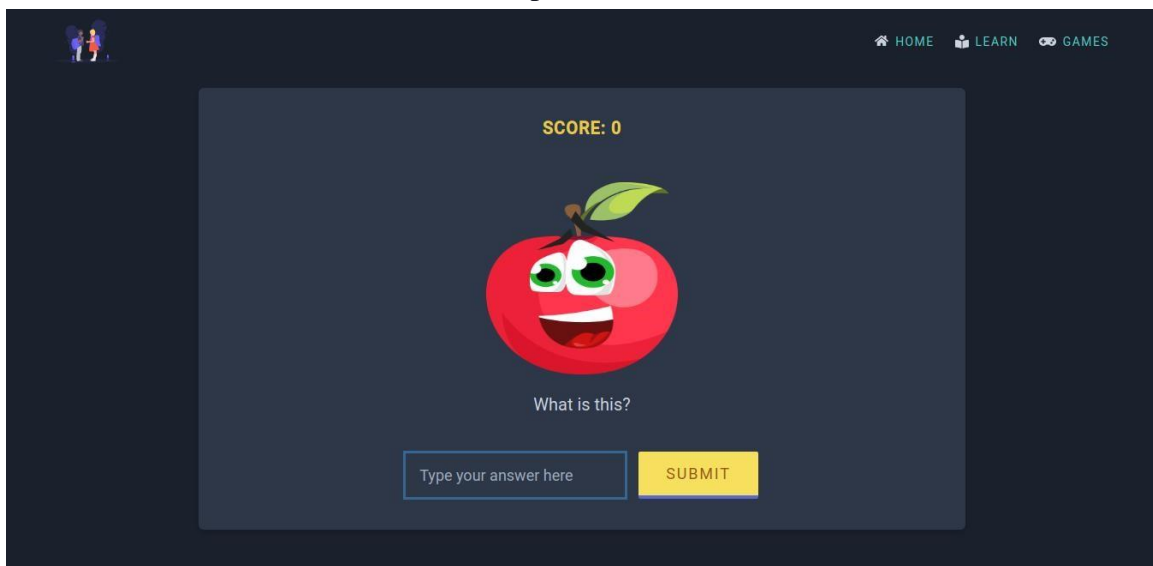 HOME LEARN GAMES
SCORE: 0
What is this?
Type your answer here SUBMIT